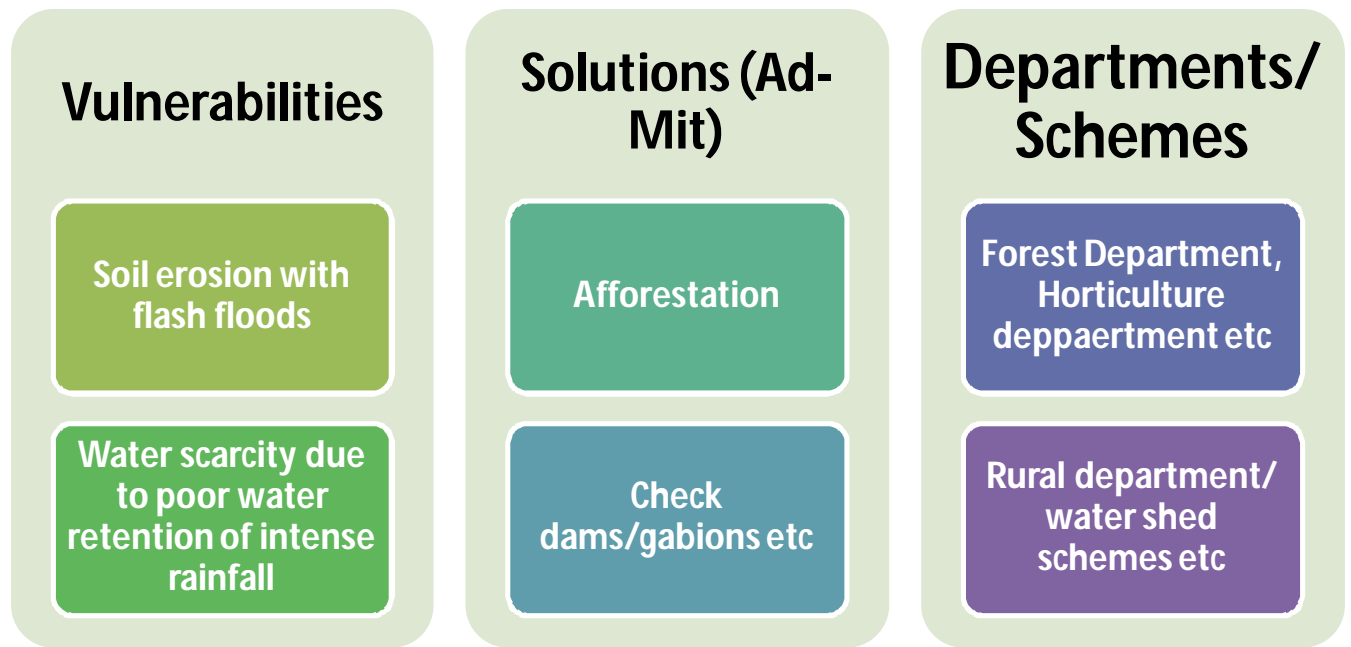 Vulnerabilities
Soil erosion with
flash floods
Water scarcity due
to poor water
retention of intense
rainfall
Solutions (Ad-
Mit)
Afforestation
Check
dams/gabions etc
Departments/
Schemes
Forest Department,
Horticulture
deppaertment etc
Rural department/
water shed
schemes etc